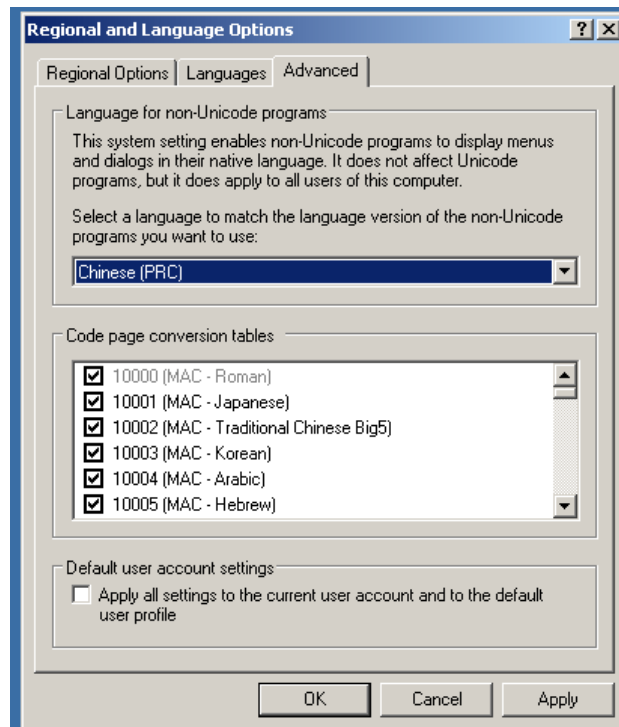 Regional and Language Options
Regional Options
Languages
Advanced
Language for non-Unicode programs
This system setting enables non-Unicode programs to display menus
and dialogs in their native language. It does not affect Unicode
programs, but it does apply to all users of this computer.
Select a language to match the language version of the non-Unicode
programs you want to use:
Chinese (PRC)
Code page conversion tables
10000 (MAC - Roman)
10001 (MAC - Japanese)
10002 (MAC - Traditional Chinese Big5)
10003 (MAC - Korean)
10004 (MAC - Arabic)
10005 (MAC - Hebrew)
Default user account settings
Apply all settings to the current user account and to the default
user profile
OK
Cancel
Apply